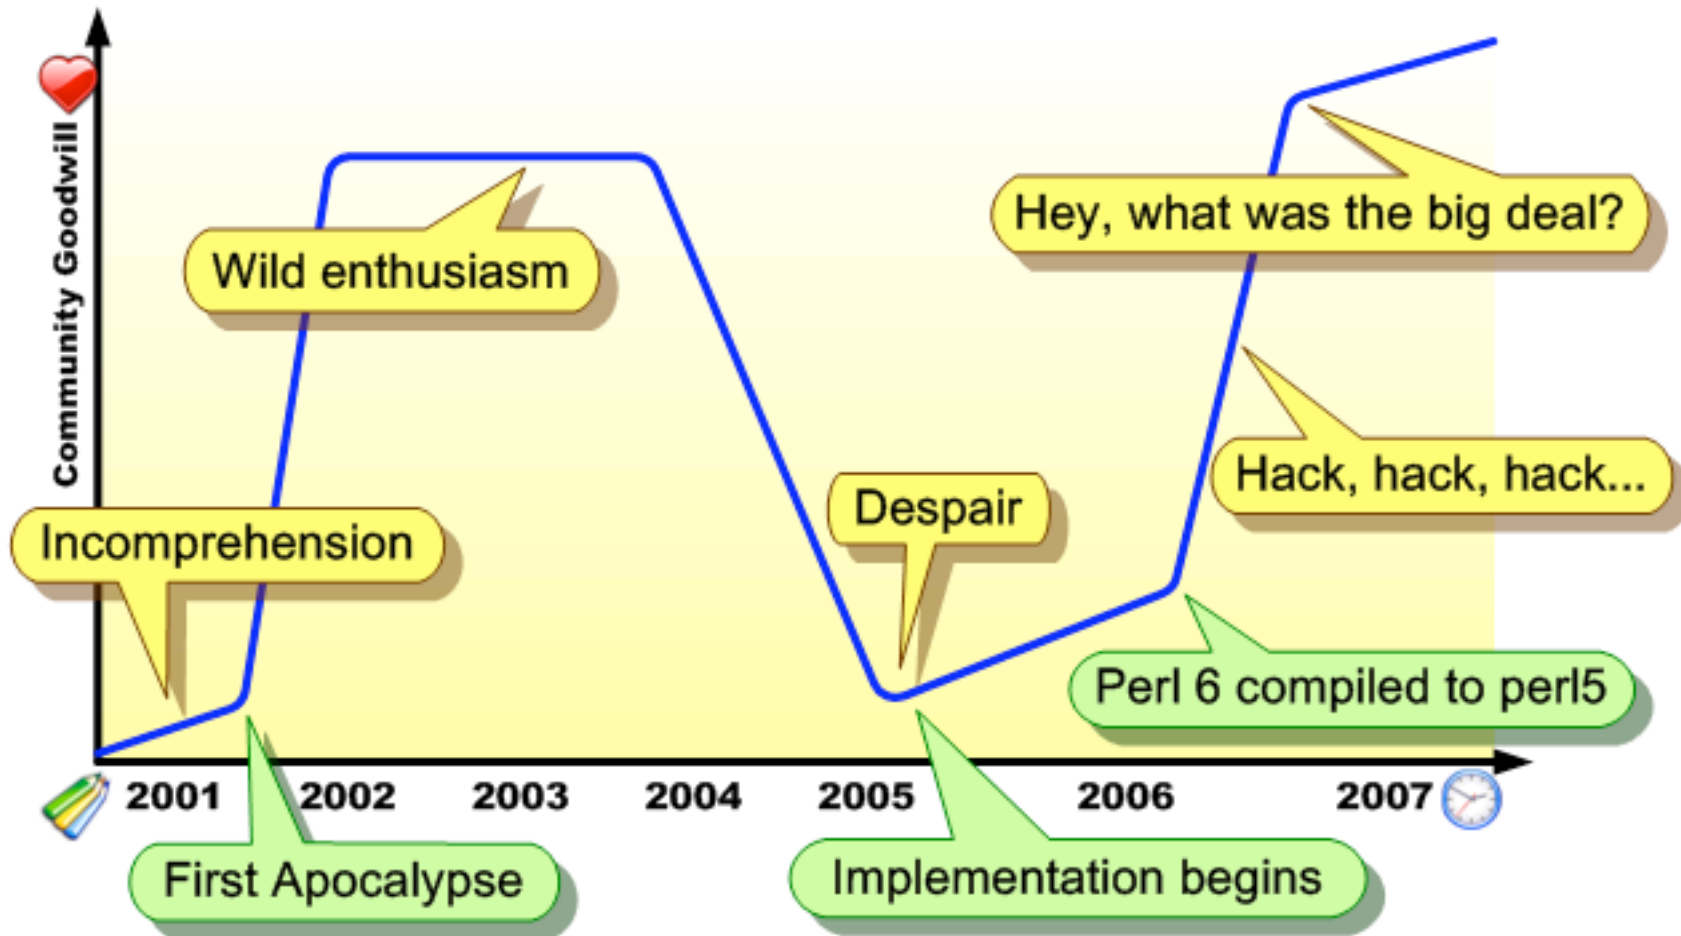 Community Goodwill
Hey, what was the big deal?
Wild enthusiasm
Hack, hack, hack...
Despair
Incomprehension
Perl 6 compiled to perl5
2001 2002 2003 2004 2005 2006 2007
First Apocalypse
Implementation begins